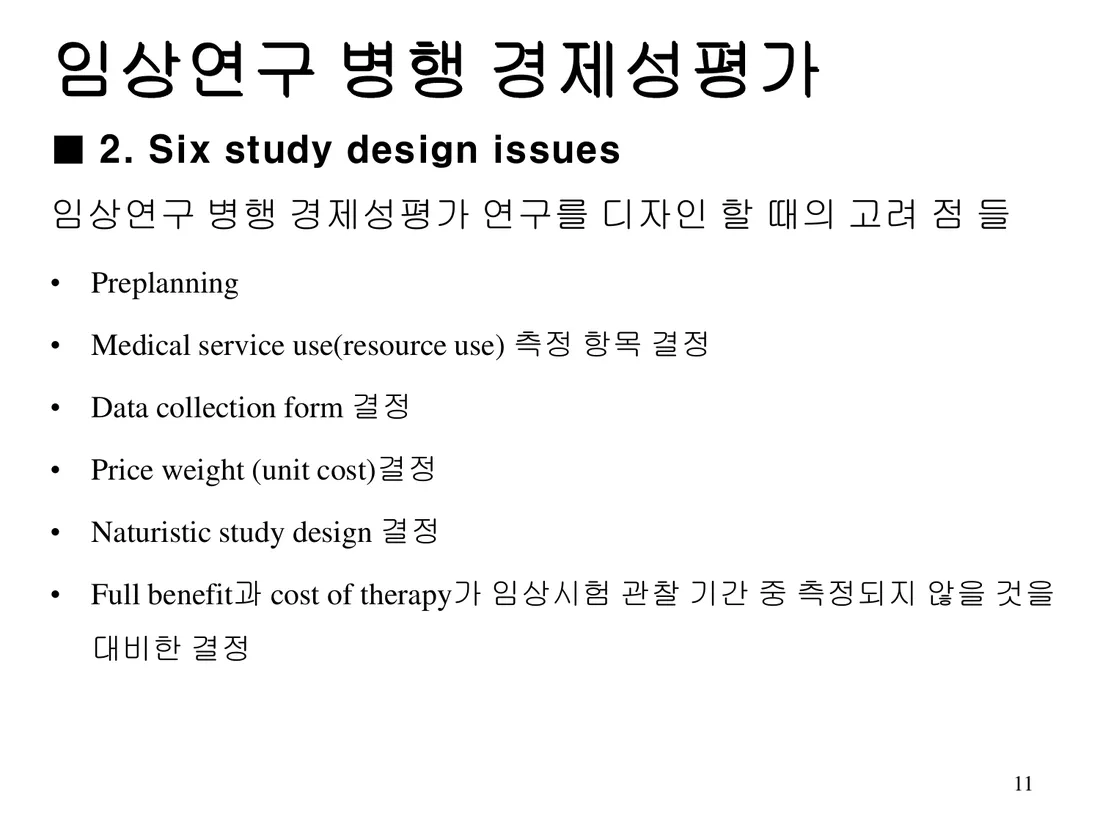 임상연구 병행 경제성평가
■ 2. Six study design issues
임상연구 병행 경제성평가 연구를 디자인 할 때의 고려 점 들
• Preplanning
• Medical service use(resource use) 측정 항목 결정
• Data collection form 결정
• Price weight (unit cost)결정
• Naturistic study design 결정
• Full benefit과 cost of therapy가 임상시험 관찰 기간 중 측정되지 않을 것을
대비한 결정
11